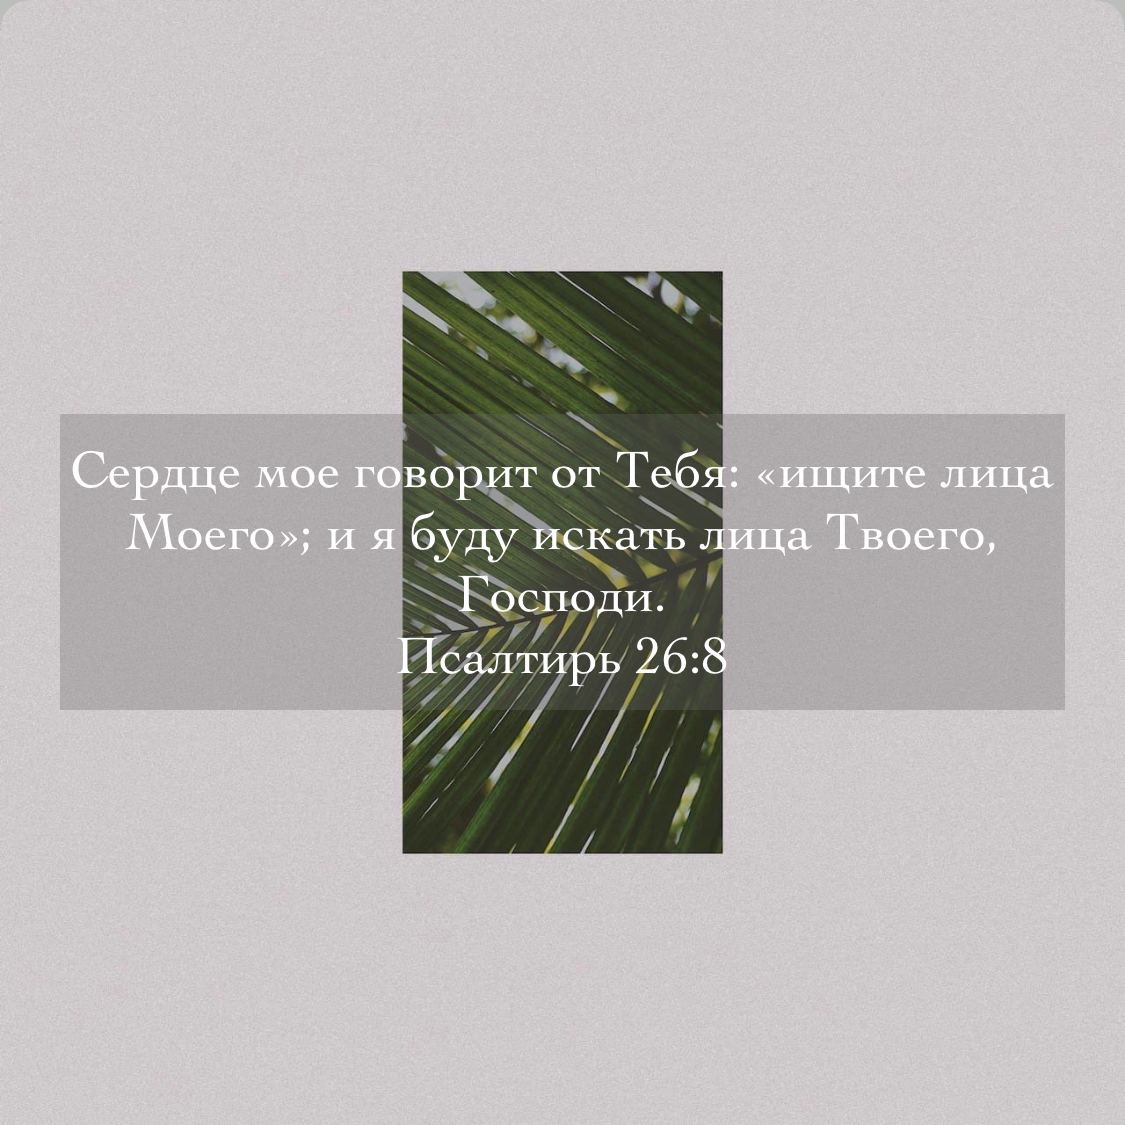 Сердце мое говорит от Тебя: «ищите лица
Моего»; и я буду искать лица Твоего,
Господи.
Псалтирь 26:8